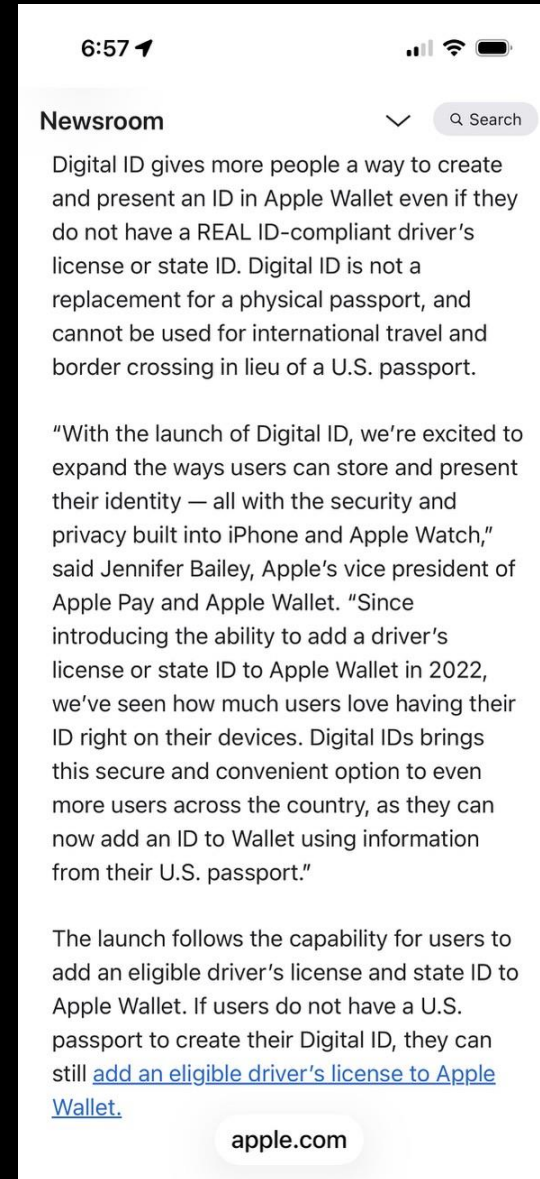 6:57
Newsroom
Search
Digital ID gives more people a way to create
and present an ID in Apple Wallet even if they
do not have a REAL ID-compliant driver’s
license or state ID. Digital ID is not a
replacement for a physical passport, and
cannot be used for international travel and
border crossing in lieu of a U.S. passport.
“With the launch of Digital ID, we’re excited to
expand the ways users can store and present
their identity — all with the security and
privacy built into iPhone and Apple Watch,”
said Jennifer Bailey, Apple’s vice president of
Apple Pay and Apple Wallet. “Since
introducing the ability to add a driver’s
license or state ID to Apple Wallet in 2022,
we’ve seen how much users love having their
ID right on their devices. Digital IDs brings
this secure and convenient option to even
more users across the country, as they can
now add an ID to Wallet using information
from their U.S. passport.”
The launch follows the capability for users to
add an eligible driver’s license and state ID to
Apple Wallet. If users do not have a U.S.
passport to create their Digital ID, they can
still add an eligible driver’s license to Apple
Wallet.
apple.com